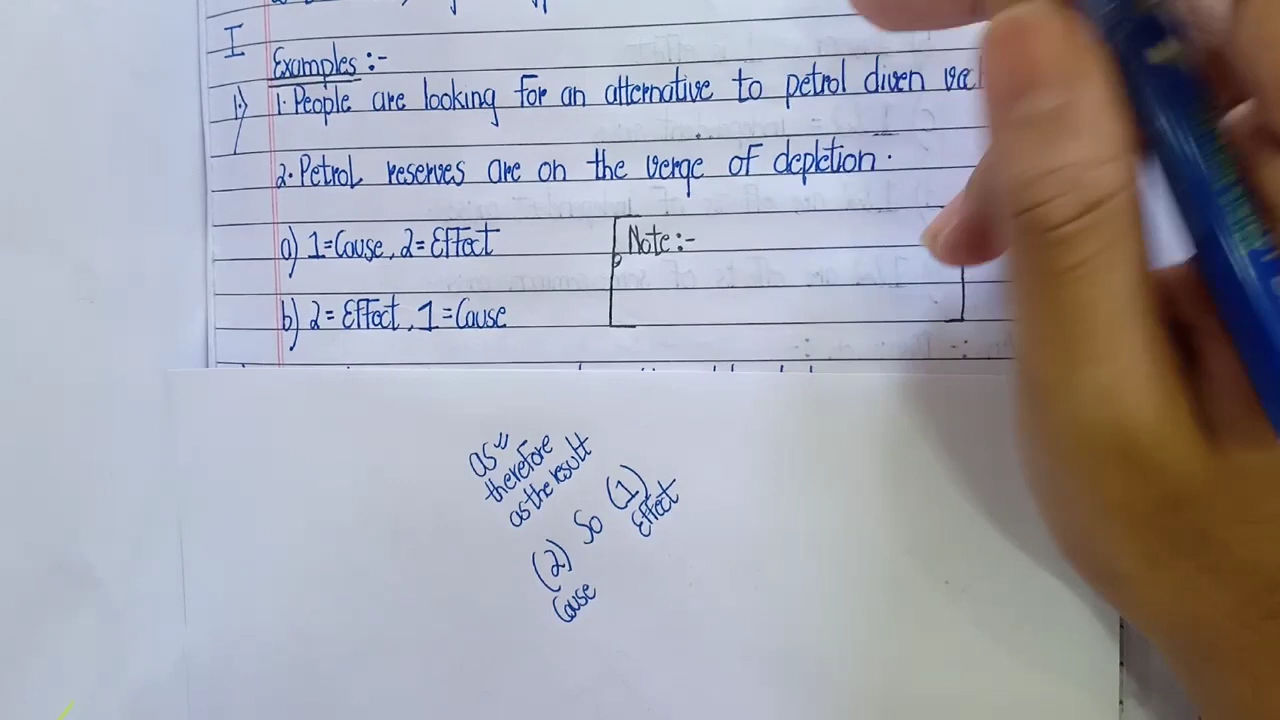 I
Examples :-
1) 1. People are looking for an alternative to petrol diven
2. Petrol reserves are on the verge of depletion.
a) 1=Cause, 2=Effect
Note:-
b) 2=Effect, 1=Cause
as"
therefore
as the result
(2) So (1)
Cause
Effect